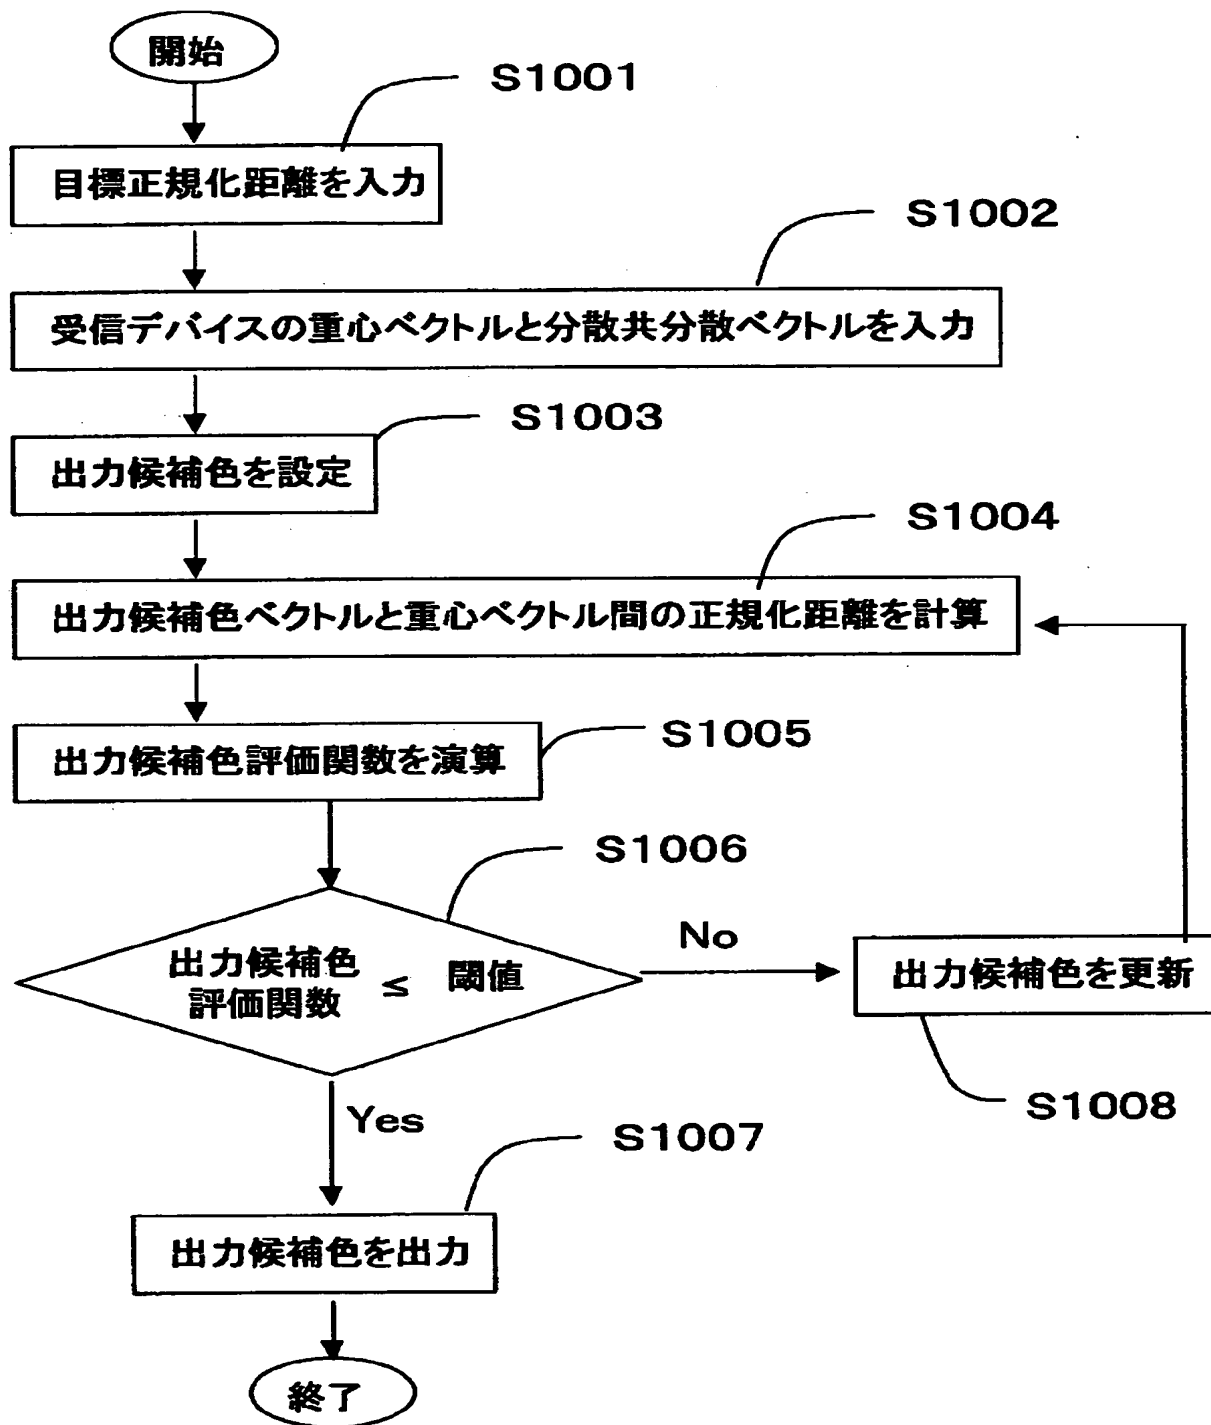 開始
S1001
目標正規化距離を入力
S1002
受信デバイスの重心ベクトルと分散共分散ベクトルを入力
S1003
出力候補色を設定
S1004
出力候補色ベクトルと重心ベクトル間の正規化距離を計算
S1005
出力候補色評価関数を演算
S1006
出力候補色
評価関数 ≦ 閾値
No
出力候補色を更新
S1008
Yes
S1007
出力候補色を出力
終了